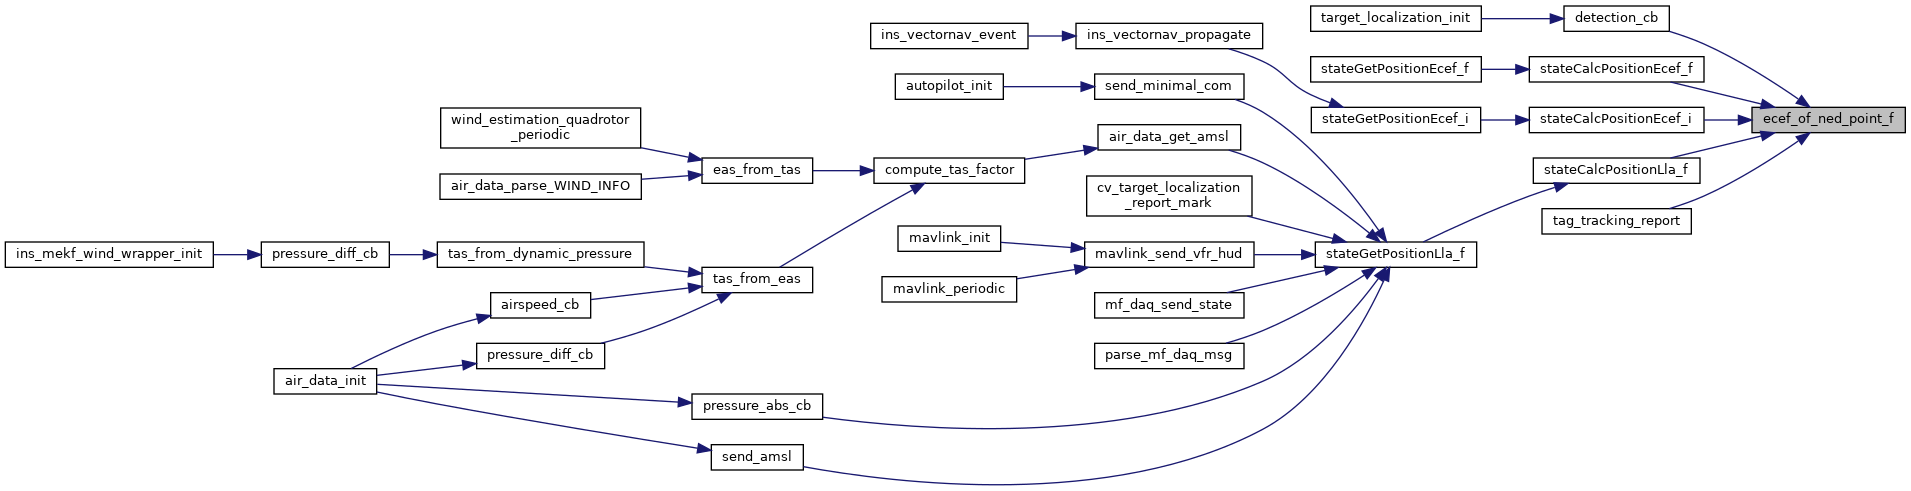 target_localization_init
detection_cb
ins_vectornav_event
ins_vectornav_propagate
stateGetPositionEcef_f
stateCalcPositionEcef_f
autopilot_init
send_minimal_com
stateGetPositionEcef_i
stateCalcPositionEcef_i
ecef_of_ned_point_f
wind_estimation_quadrotor
_periodic
air_data_get_amsl
eas_from_tas
compute_tas_factor
stateCalcPositionLla_f
air_data_parse_WIND_INFO
cv_target_localization
_report_mark
tag_tracking_report
mavlink_init
ins_mekf_wind_wrapper_init
pressure_diff_cb
tas_from_dynamic_pressure
mavlink_send_vfr_hud
stateGetPositionLla_f
tas_from_eas
mavlink_periodic
airspeed_cb
mf_daq_send_state
pressure_diff_cb
parse_mf_daq_msg
air_data_init
pressure_abs_cb
send_amsl